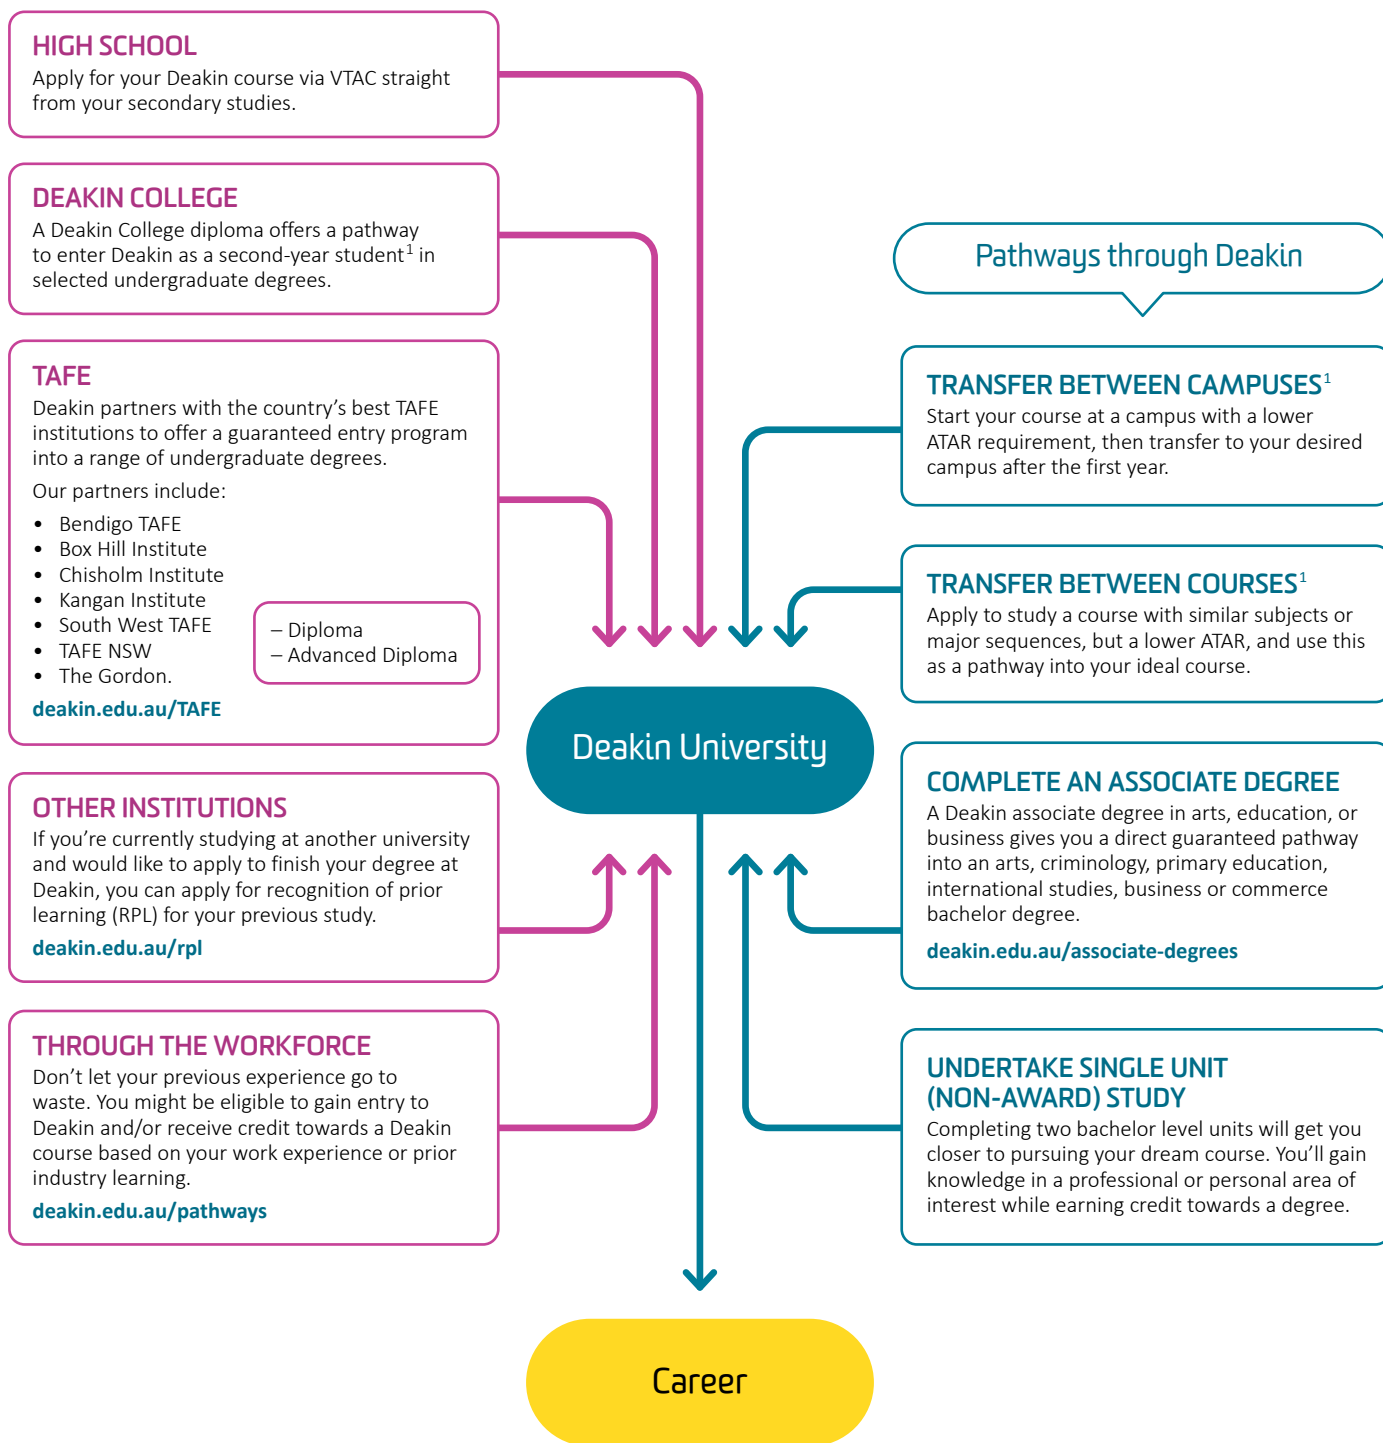 HIGH SCHOOL
Apply for your Deakin course via VTAC straight
from your secondary studies.
DEAKIN COLLEGE
A Deakin College diploma offers a pathway
to enter Deakin as a second-year student¹ in
selected undergraduate degrees.
TAFE
Deakin partners with the country’s best TAFE
institutions to offer a guaranteed entry program
into a range of undergraduate degrees.
Our partners include:
• Bendigo TAFE
• Box Hill Institute
• Chisholm Institute
• Kangan Institute
• South West TAFE
• TAFE NSW
• The Gordon.
– Diploma
– Advanced Diploma
deakin.edu.au/TAFE
OTHER INSTITUTIONS
If you’re currently studying at another university
and would like to apply to finish your degree at
Deakin, you can apply for recognition of prior
learning (RPL) for your previous study.
deakin.edu.au/rpl
THROUGH THE WORKFORCE
Don’t let your previous experience go to
waste. You might be eligible to gain entry to
Deakin and/or receive credit towards a Deakin
course based on your work experience or prior
industry learning.
deakin.edu.au/pathways
Deakin University
Career
Pathways through Deakin
TRANSFER BETWEEN CAMPUSES¹
Start your course at a campus with a lower
ATAR requirement, then transfer to your desired
campus after the first year.
TRANSFER BETWEEN COURSES¹
Apply to study a course with similar subjects or
major sequences, but a lower ATAR, and use this
as a pathway into your ideal course.
COMPLETE AN ASSOCIATE DEGREE
A Deakin associate degree in arts, education, or
business gives you a direct guaranteed pathway
into an arts, criminology, primary education,
international studies, business or commerce
bachelor degree.
deakin.edu.au/associate-degrees
UNDERTAKE SINGLE UNIT
(NON-AWARD) STUDY
Completing two bachelor level units will get you
closer to pursuing your dream course. You’ll gain
knowledge in a professional or personal area of
interest while earning credit towards a degree.